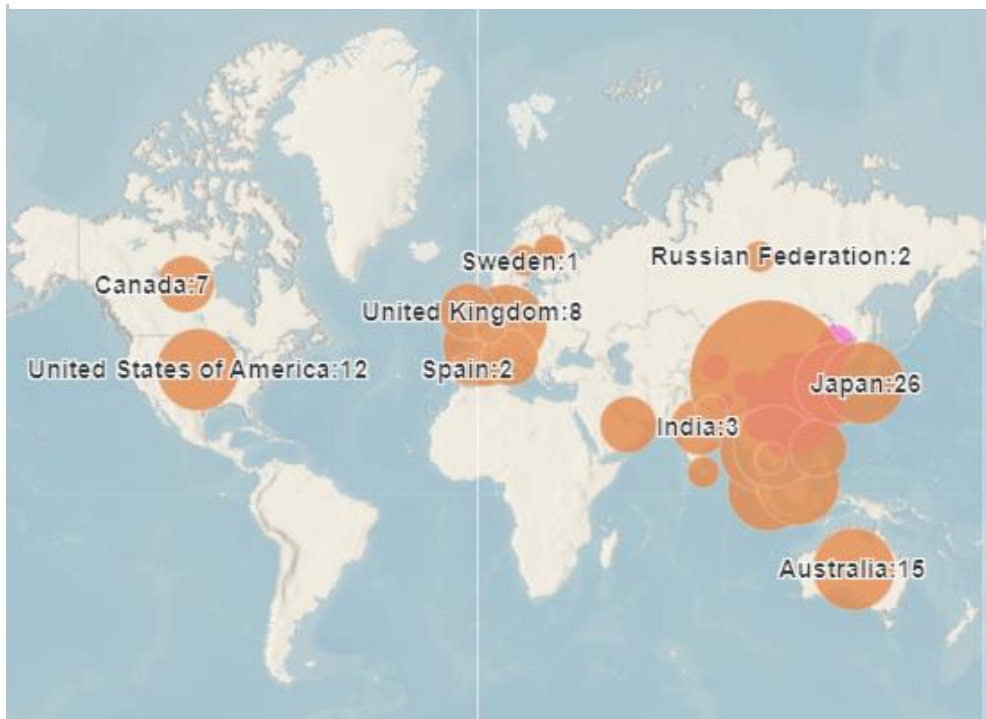 Sweden:1
Russian Federation:2
Canada:7
United Kingdom:8
United States of America:12
Spain:2
Japan:26
India:3
Australia:15